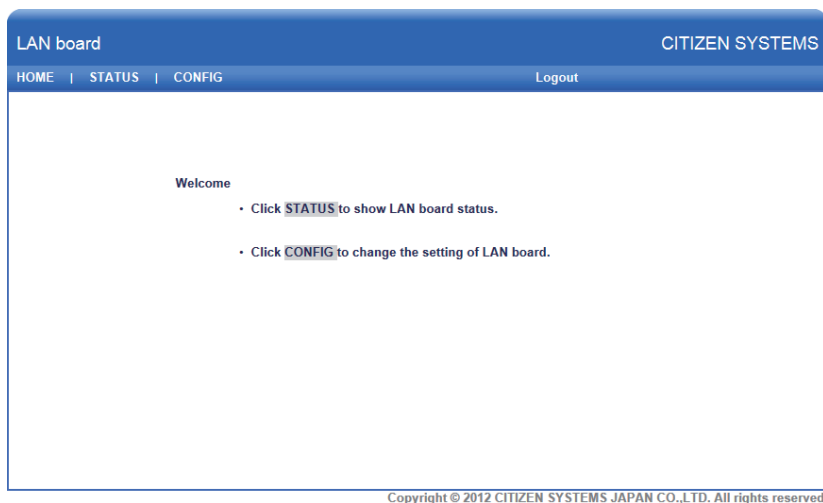 LAN board CITIZEN SYSTEMS
HOME | STATUS | CONFIG Logout
Welcome
• Click STATUS to show LAN board status.
• Click CONFIG to change the setting of LAN board.
Copyright © 2012 CITIZEN SYSTEMS JAPAN CO.,LTD. All rights reserved